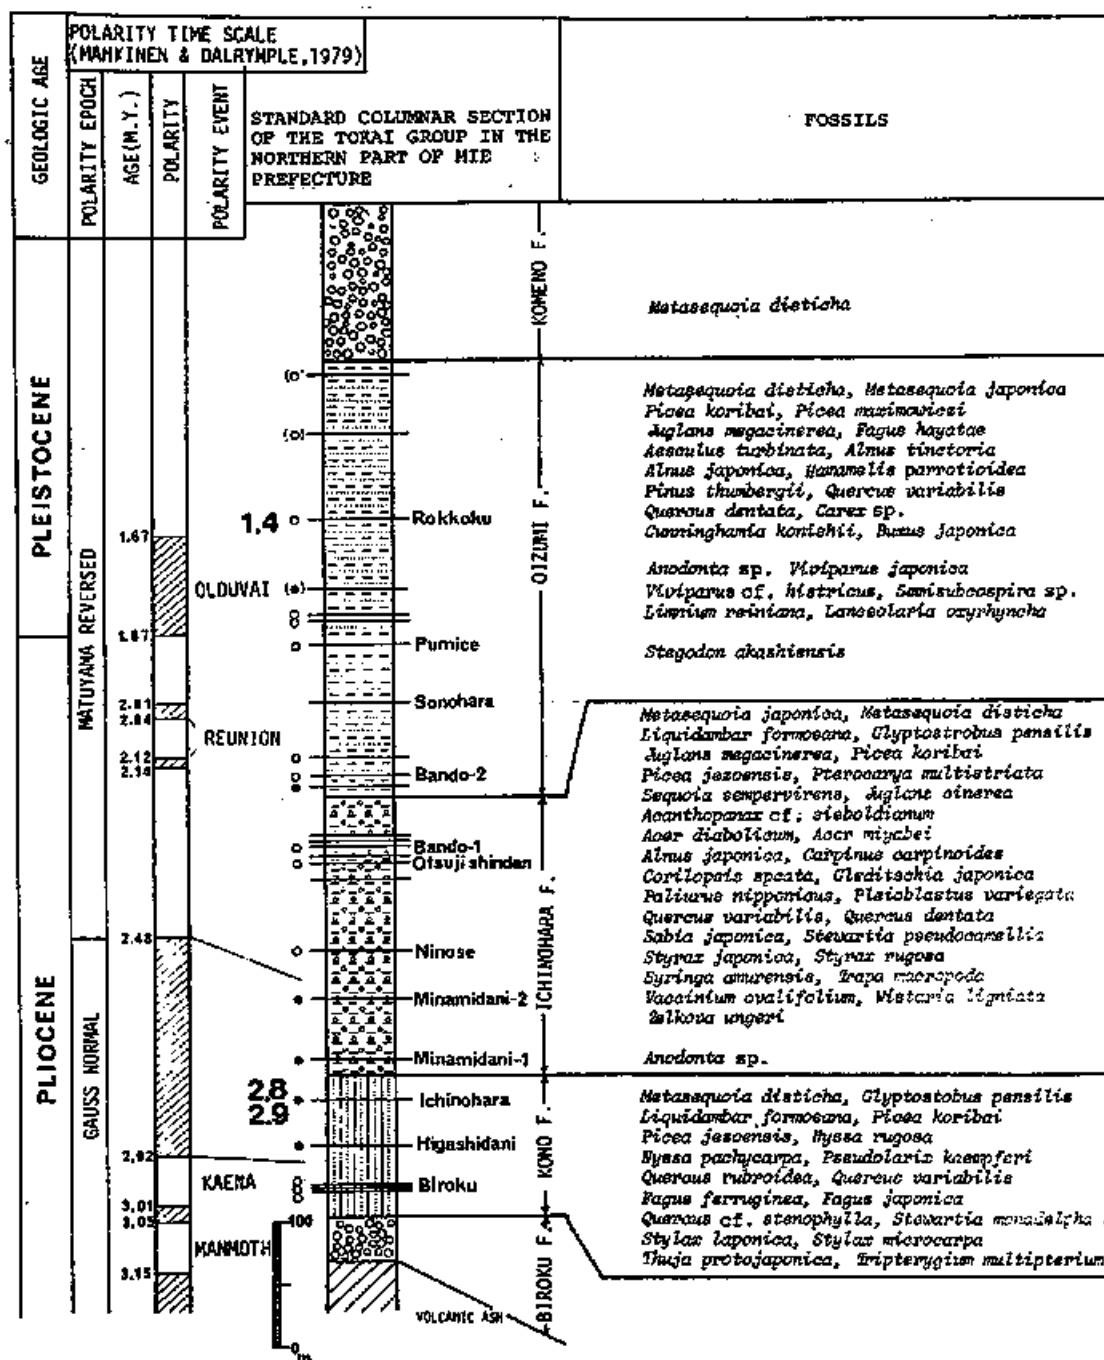 POLARITY TIME SCALE
(MANKINEN & DALRYMPLE,1979)
GEOLOGIC AGE
POLARITY EPOCH
AGE(M.Y.)
POLARITY
POLARITY EVENT
STANDARD COLUMNAR SECTION
OF THE TOKAI GROUP IN THE
NORTHERN PART OF MIE
PREFECTURE
FOSSILS
PLEISTOCENE
PLIOCENE
MATUYAMA REVERSED
GAUSS NORMAL
1.67
1.87
2.01
2.04
2.12
2.14
2.48
2.92
3.01
3.05
3.15
OLDUVAI
REUNION
KAENA
MANMOTH
1.4
2.8
2.9
Rokkoku
Pumice
Sonohara
Bando-2
Bando-1
Otsujishinden
Ninose
Minamidani-2
Minamidani-1
Ichinohara
Higashidani
Biroku
100
0
m
VOLCANIC ASH
KOMENO F.
OIZUMI F.
ICHINOHARA F.
KONO F.
BIROKU F.
Metasequoia disticha
Metasequoia disticha, Metasequoia japonica
Picea koribai, Picea maximowiczi
Juglans megacinerea, Fagus hayatae
Aesculus turbinata, Alnus tinctoria
Alnus japonica, Hamamelis parrotioidea
Pinus thunbergii, Quercus variabilis
Quercus dentata, Carex sp.
Cunninghamia konishii, Buxus japonica
Anodonta sp. Viviparus japonica
Viviparus cf. histricus, Semisubcospira sp.
Limnium reiniana, Lanceolaria oxyrhyncha
Stegodon akashiensis
Metasequoia japonica, Metasequoia disticha
Liquidambar formosana, Glyptostrobus pensilis
Juglans megacinerea, Picea koribai
Picea jezoensis, Pterocarya multistriata
Sequoia sempervirens, Juglans cinerea
Acanthopanax cf. sieboldianum
Acer diabolicum, Acer miyabei
Alnus japonica, Carpinus carpinoides
Corilopsis spcata, Gleditschia japonica
Paliurus nipponicus, Pleioblastus variegata
Quercus variabilis, Quercus dentata
Sabia japonica, Stewartia pseudocamellia
Styrax japonica, Styrax rugosa
Syringa amurensis, Trapa macropoda
Vaccinium ovalifolium, Wistaria ligniata
Zelkova ungeri
Anodonta sp.
Metasequoia disticha, Glyptostobus pensilis
Liquidambar formosana, Picea koribai
Picea jezoensis, Nyssa rugosa
Nyssa pachycarpa, Pseudolarix kaempferi
Quercus rubroidea, Quercus variabilis
Fagus ferruginea, Fagus japonica
Quercus cf. stenophylla, Stewartia monadelpha
Stylax laponica, Stylax microcarpa
Thuja protojaponica, Tripterygium multipterium